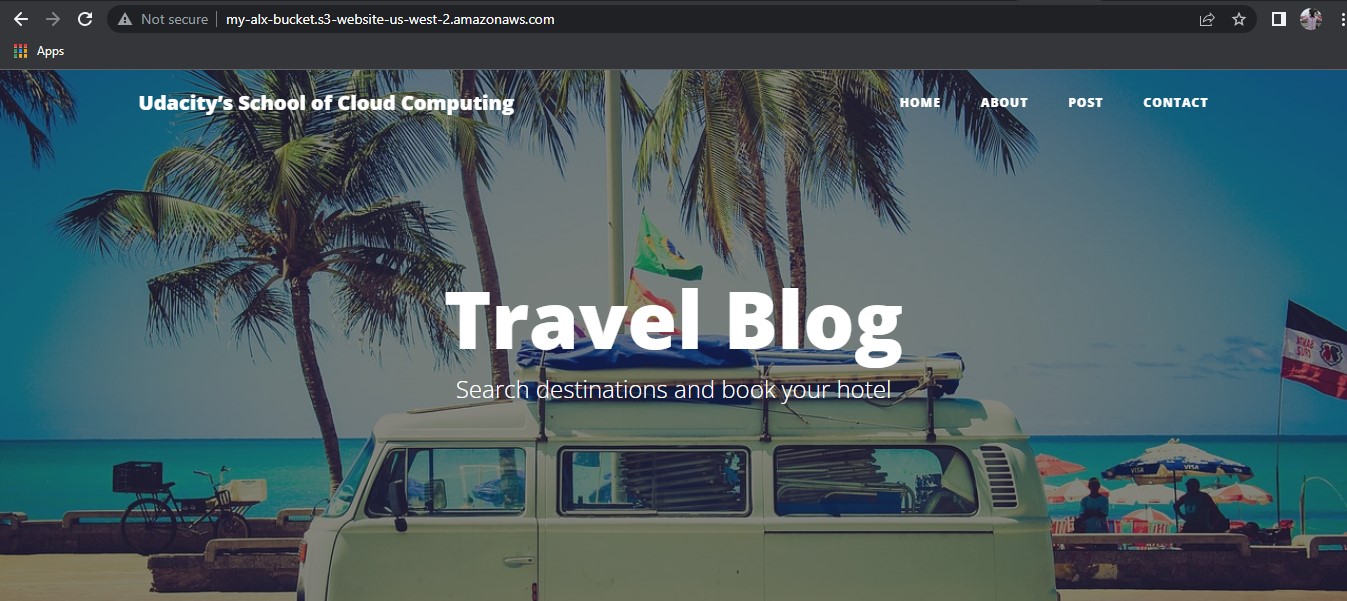 Not secure my-alx-bucket.s3-website-us-west-2.amazonaws.com
Apps
Udacity's School of Cloud Computing HOME ABOUT POST CONTACT
Travel Blog
Search destinations and book your hotel
VISA VISA